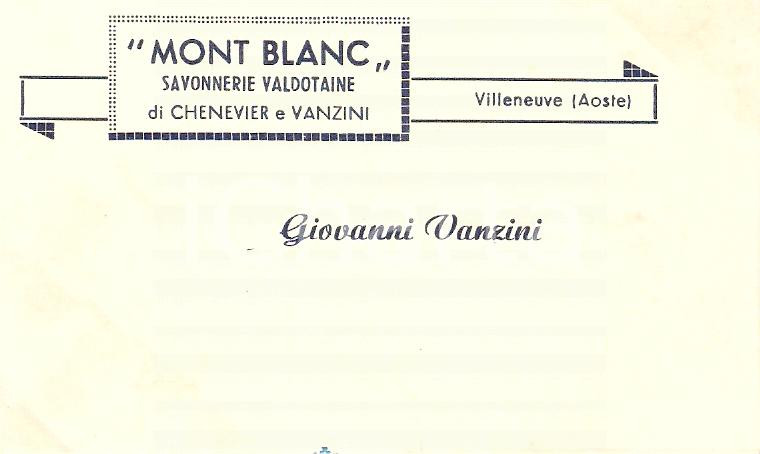 " MONT BLANC „
SAVONNERIE VALDOTAINE
di CHENEVIER e VANZINI
Villeneuve (Aoste)
Giovanni Vanzini